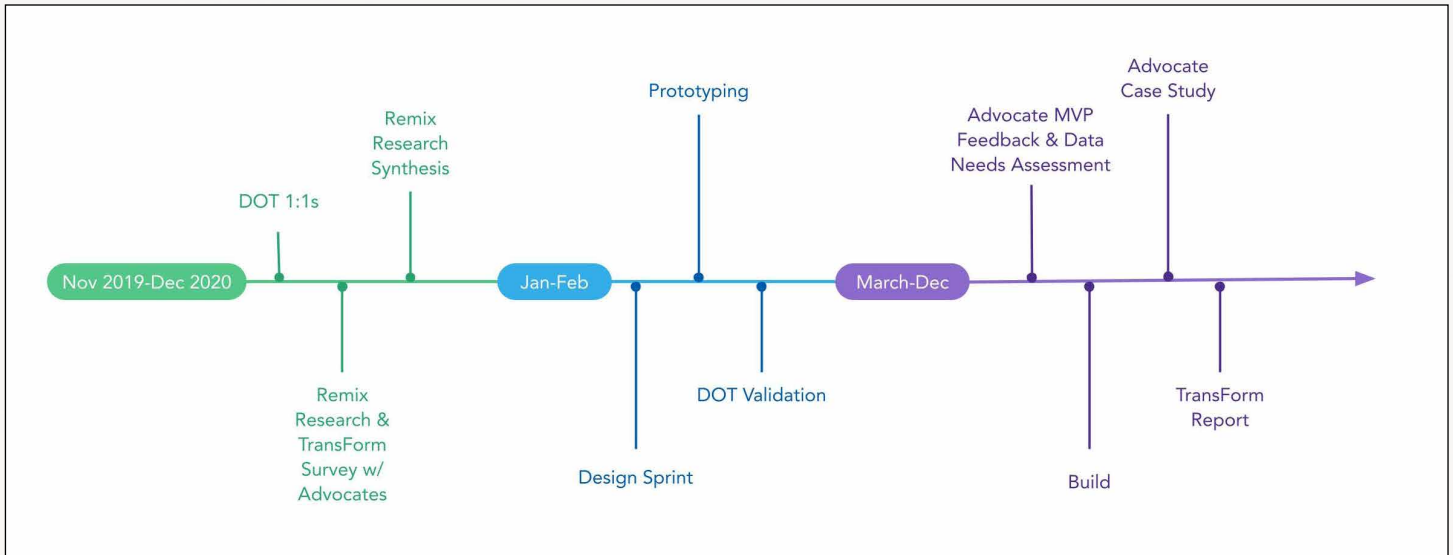 DOT 1:1s
Remix
Research
Synthesis
Prototyping
Advocate MVP
Feedback & Data
Needs Assessment
Advocate
Case Study
Nov 2019-Dec 2020
Jan-Feb
March-Dec
Remix
Research &
TransForm
Survey w/
Advocates
Design Sprint
DOT Validation
Build
TransForm
Report